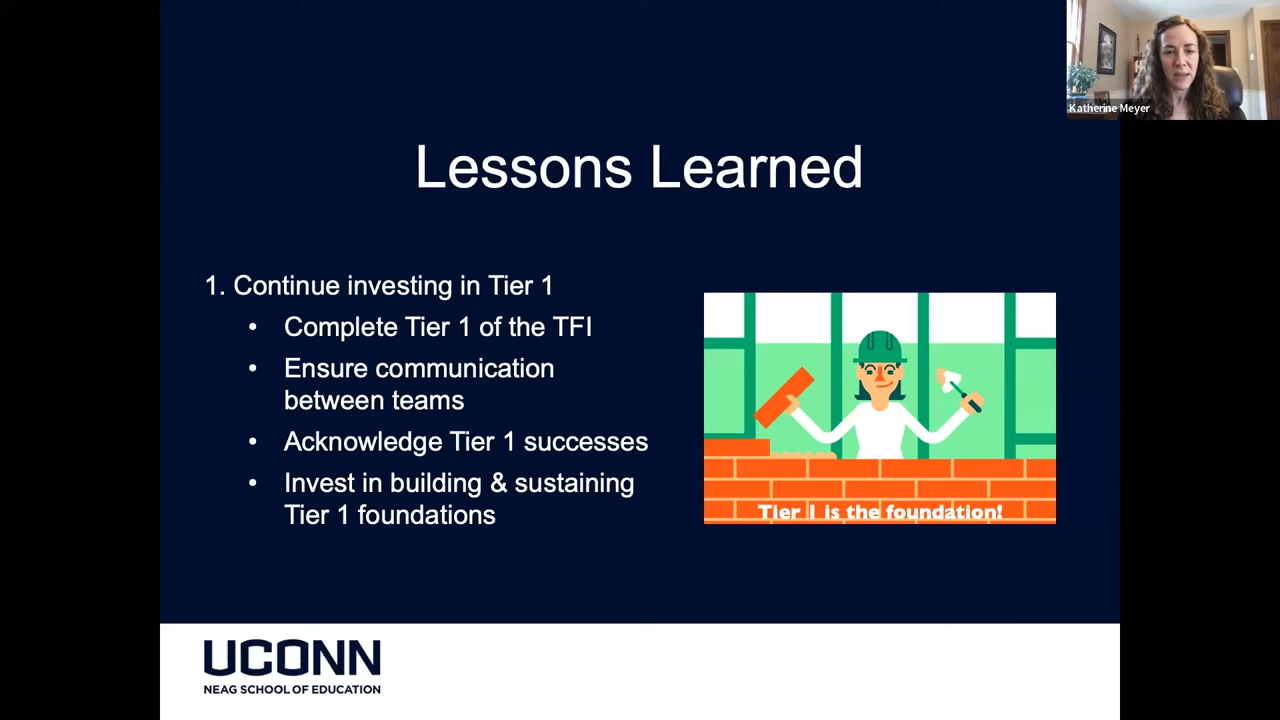 Katherine Meyer
Lessons Learned
1. Continue investing in Tier 1
• Complete Tier 1 of the TFI
• Ensure communication
between teams
• Acknowledge Tier 1 successes
• Invest in building & sustaining
Tier 1 foundations
Tier 1 is the foundation!
UCONN
NEAG SCHOOL OF EDUCATION